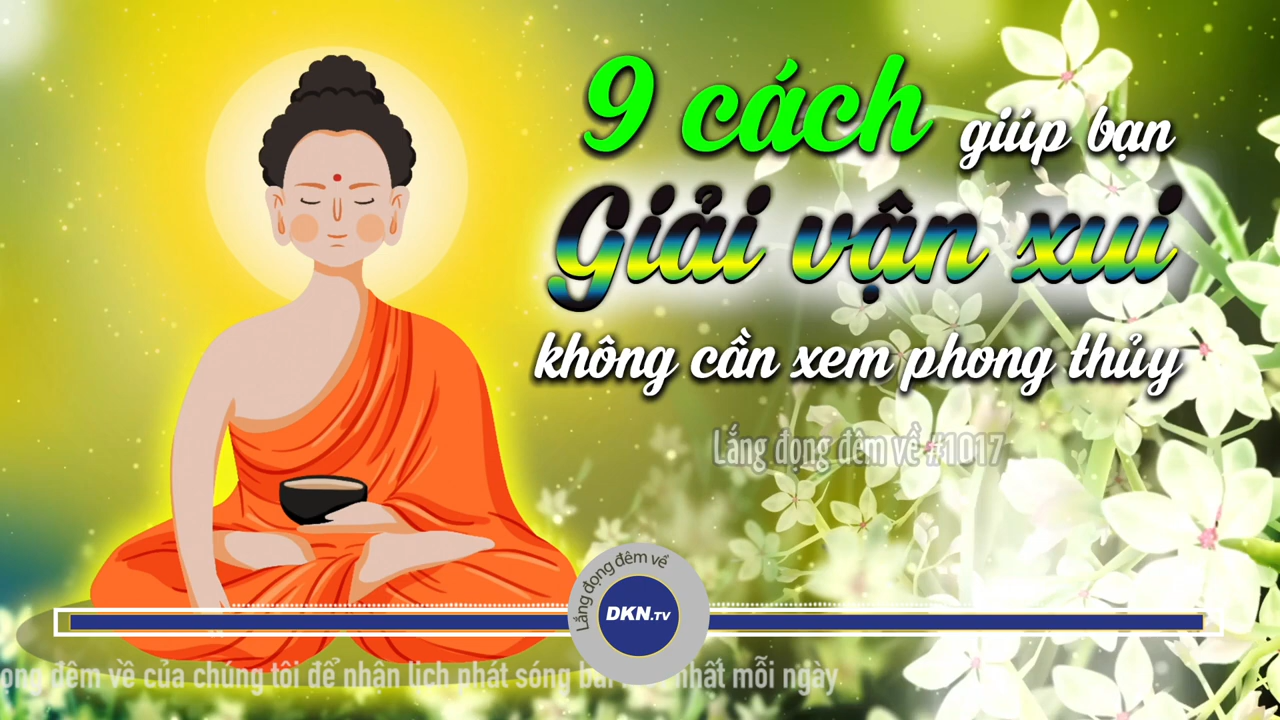 9 cách giúp bạn
Giải vận xui
không cần xem phong thủy
Lắng đọng đêm về #1017
Lắng đọng đêm về
DKN.TV
đêm về của chúng tôi để nhận lịch phát sóng nhất mỗi ngày